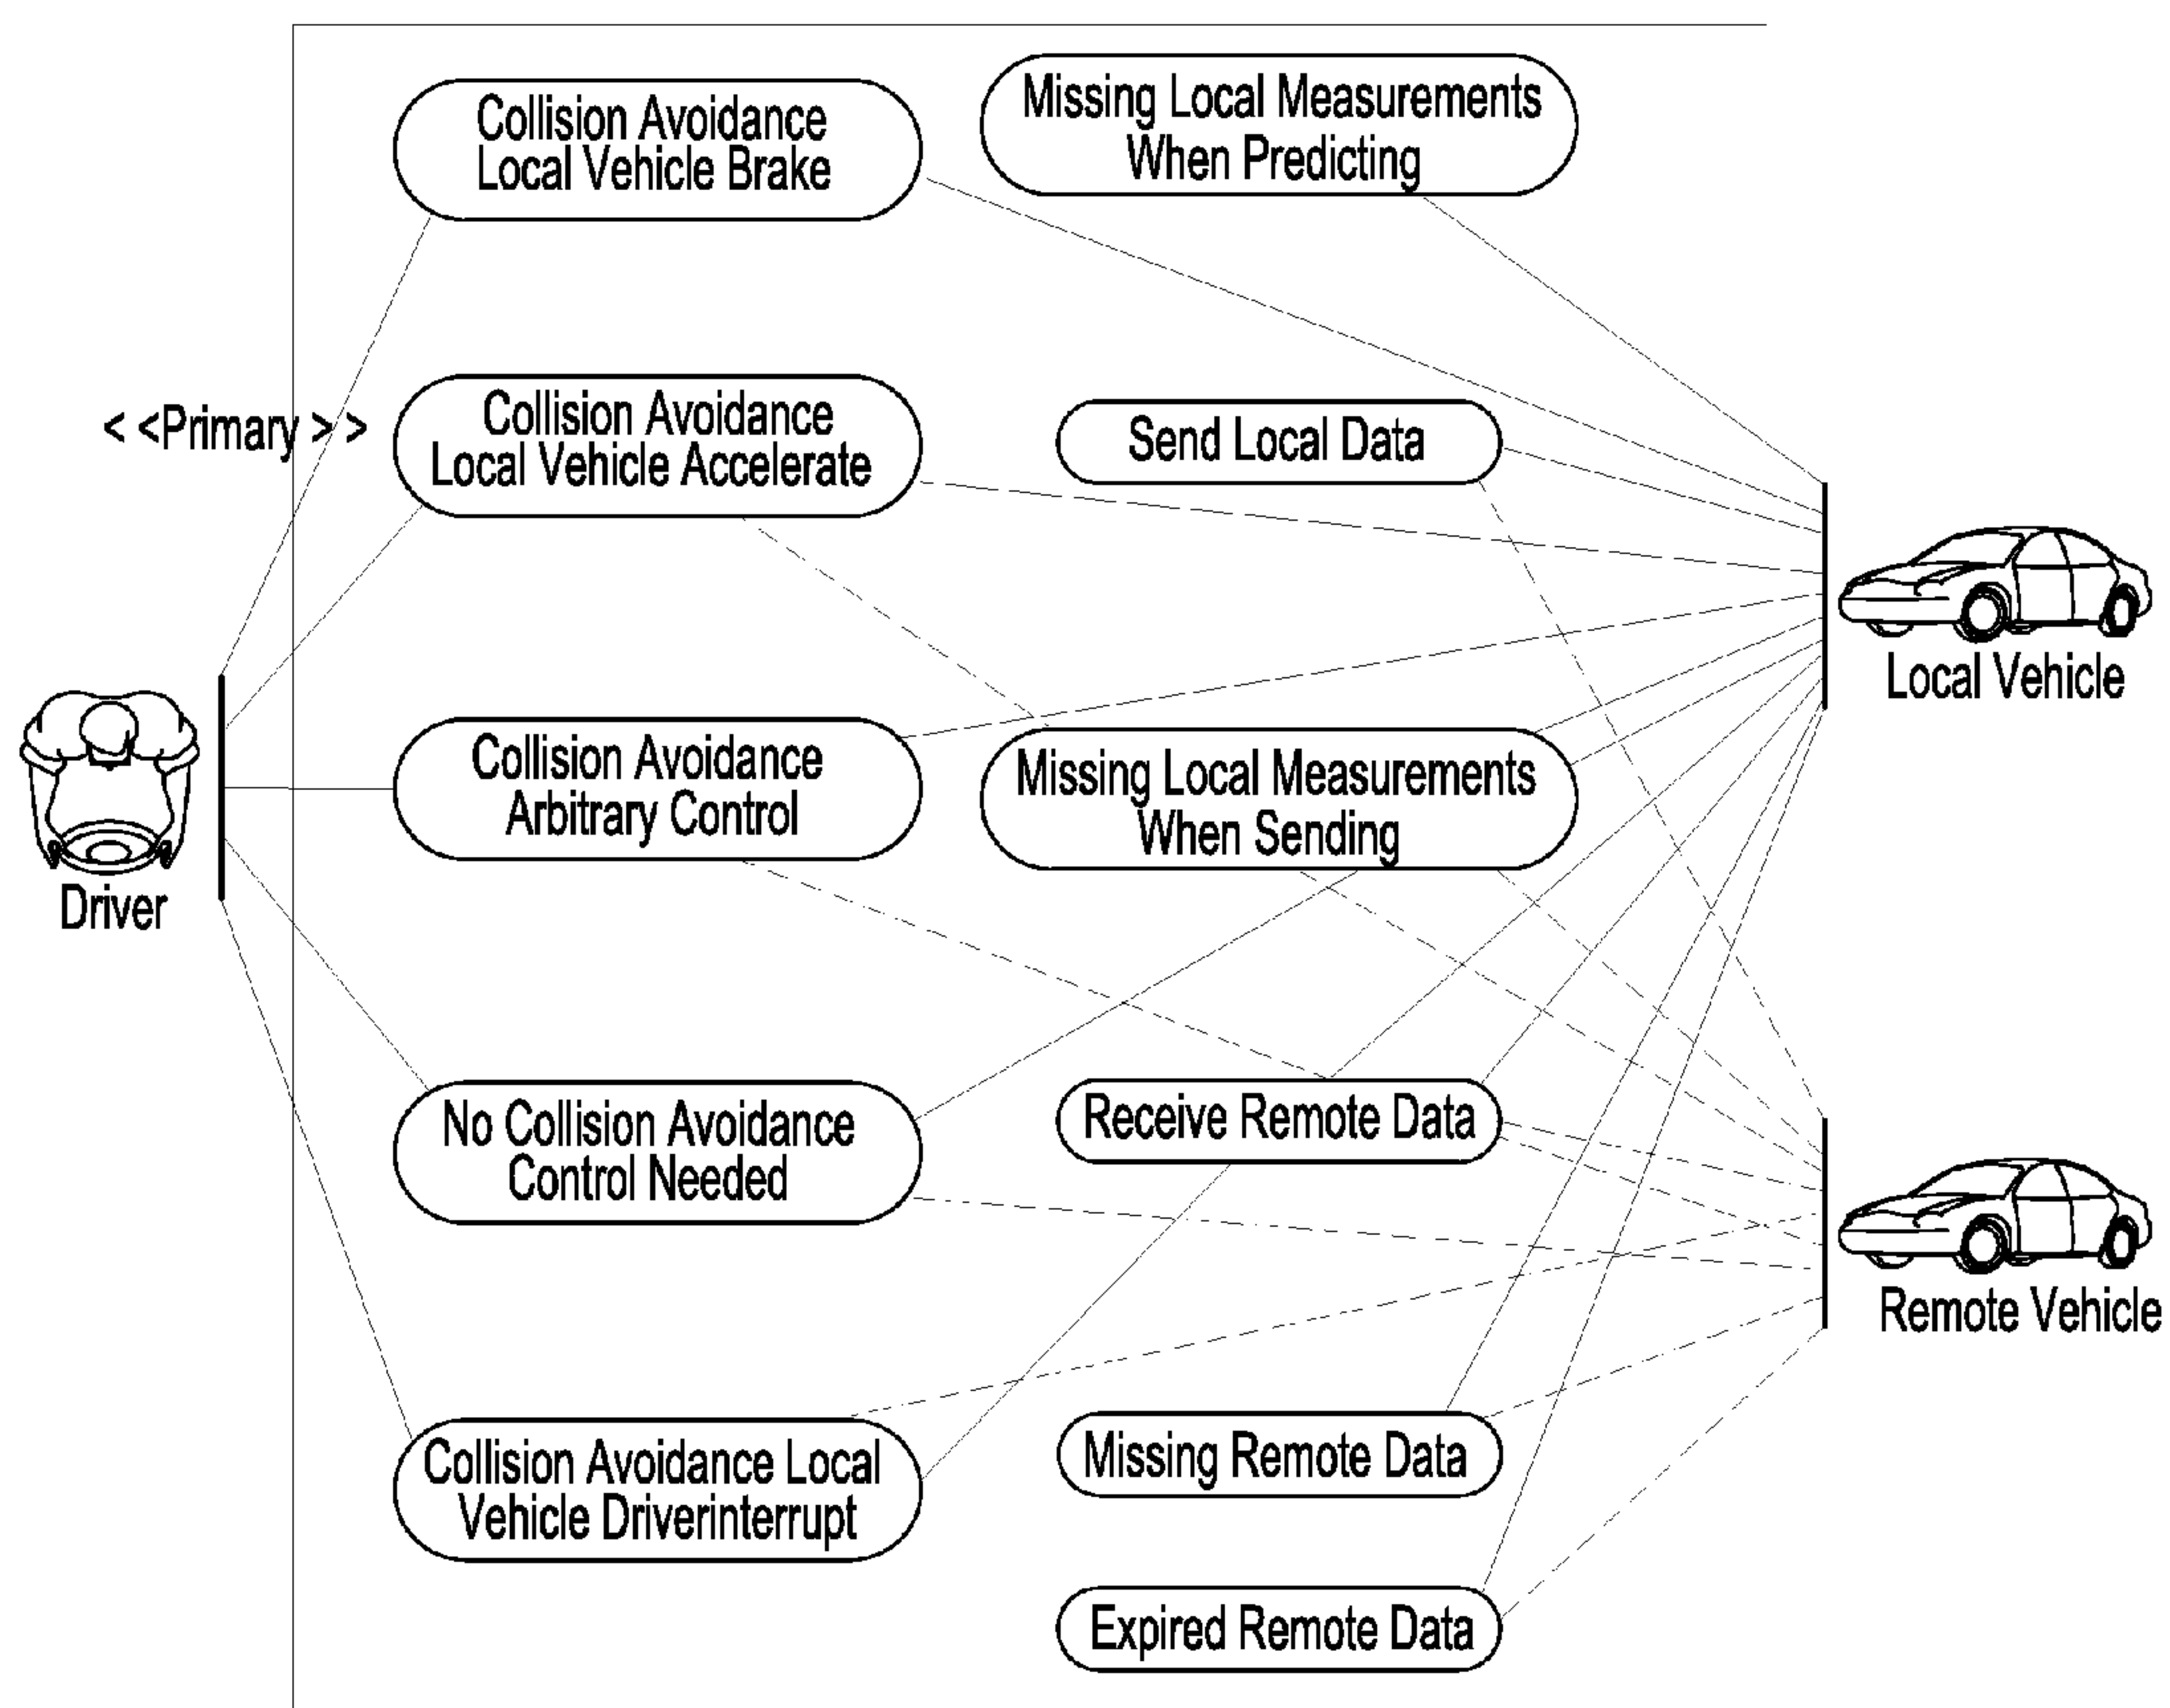 Collision Avoidance
Local Vehicle Brake
Missing Local Measurements
When Predicting
< <Primary > >
Collision Avoidance
Local Vehicle Accelerate
Send Local Data
Local Vehicle
Collision Avoidance
Arbitrary Control
Missing Local Measurements
When Sending
Driver
No Collision Avoidance
Control Needed
Receive Remote Data
Remote Vehicle
Collision Avoidance Local
Vehicle Driverinterrupt
Missing Remote Data
Expired Remote Data